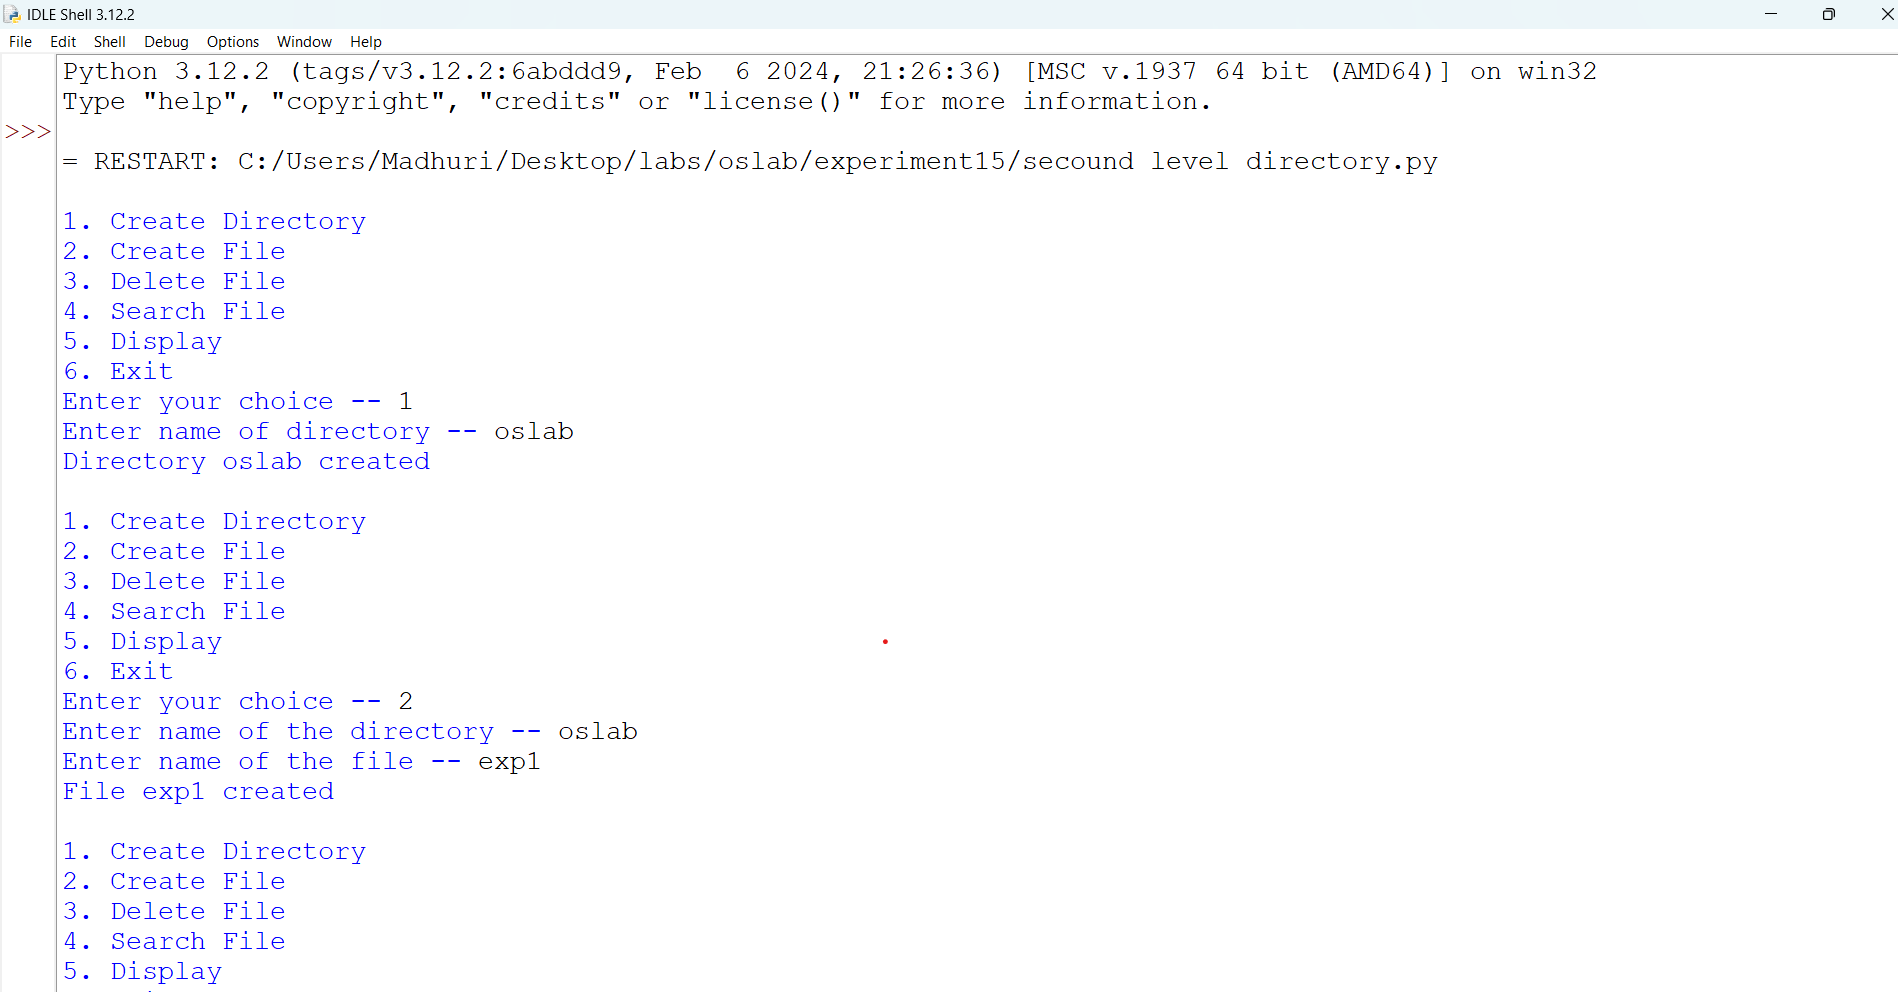 IDLE Shell 3.12.2
File Edit Shell Debug Options Window Help
Python 3.12.2 (tags/v3.12.2:6abddd9, Feb  6 2024, 21:26:36) [MSC v.1937 64 bit (AMD64)] on win32
Type "help", "copyright", "credits" or "license()" for more information.
>>>
= RESTART: C:/Users/Madhuri/Desktop/labs/oslab/experiment15/secound level directory.py
1. Create Directory
2. Create File
3. Delete File
4. Search File
5. Display
6. Exit
Enter your choice -- 1
Enter name of directory -- oslab
Directory oslab created
1. Create Directory
2. Create File
3. Delete File
4. Search File
5. Display
6. Exit
Enter your choice -- 2
Enter name of the directory -- oslab
Enter name of the file -- exp1
File exp1 created
1. Create Directory
2. Create File
3. Delete File
4. Search File
5. Display